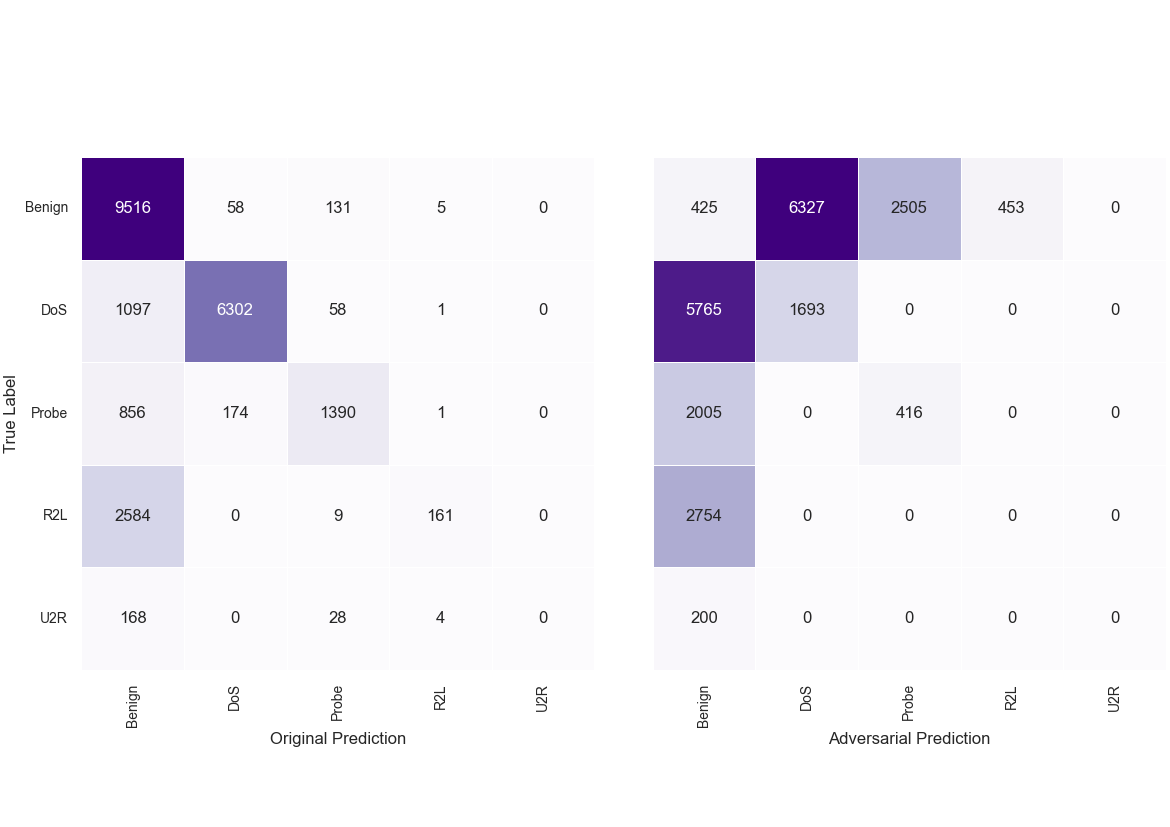 Benign 9516 58 131 5 0 425 6327 2505 453 0
DoS 1097 6302 58 1 0 5765 1693 0 0 0
Probe 856 174 1390 1 0 2005 0 416 0 0
R2L 2584 0 9 161 0 2754 0 0 0 0
U2R 168 0 28 4 0 200 0 0 0 0
True Label
Benign DoS Probe R2L U2R Benign DoS Probe R2L U2R
Original Prediction Adversarial Prediction